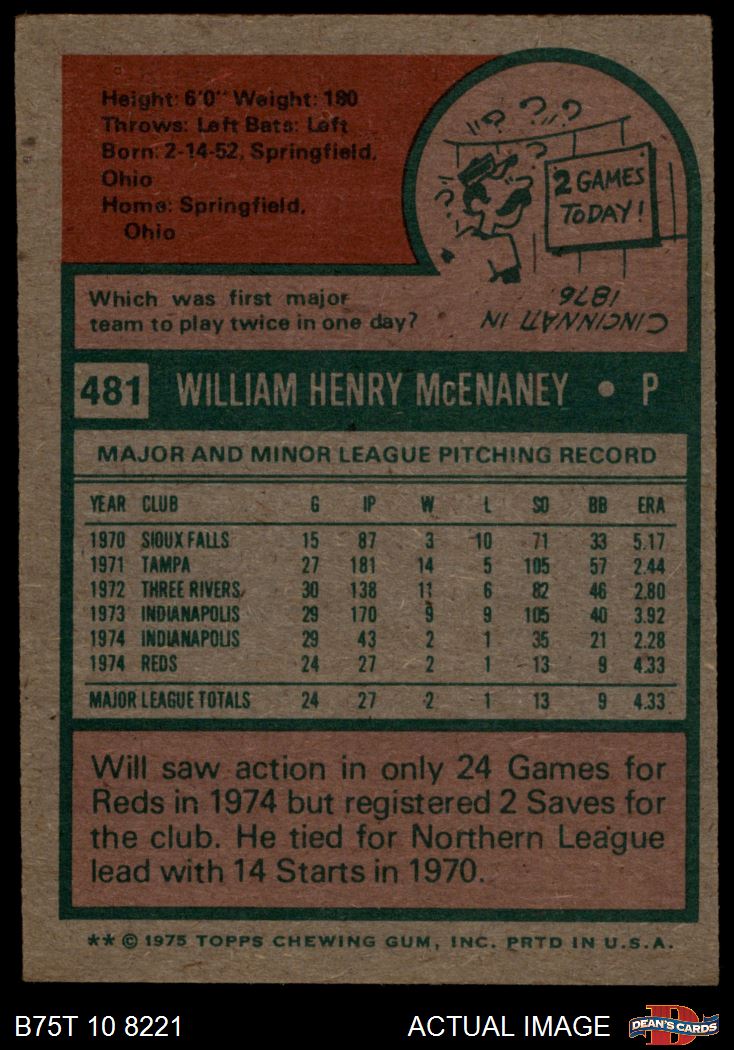 Height: 6'0" Weight: 180
Throws: Left Bats: Left
Born: 2-14-52, Springfield,
Ohio
Home: Springfield,
Ohio
? ? ?
2 GAMES
TODAY!
Which was first major
team to play twice in one day?
CINCINNATI IN
1876
481 WILLIAM HENRY McENANEY • P
MAJOR AND MINOR LEAGUE PITCHING RECORD
YEAR CLUB G IP W L SO BB ERA
1970 SIOUX FALLS 15 87 3 10 71 33 5.17
1971 TAMPA 27 181 14 5 105 57 2.44
1972 THREE RIVERS 30 138 11 6 82 46 2.80
1973 INDIANAPOLIS 29 170 9 9 105 40 3.92
1974 INDIANAPOLIS 29 43 2 1 35 21 2.28
1974 REDS 24 27 2 1 13 9 4.33
MAJOR LEAGUE TOTALS 24 27 2 1 13 9 4.33
Will saw action in only 24 Games for
Reds in 1974 but registered 2 Saves for
the club. He tied for Northern League
lead with 14 Starts in 1970.
** © 1975 TOPPS CHEWING GUM, INC. PRTD IN U.S.A.
B75T 10 8221 ACTUAL IMAGE D DEAN'S CARDS